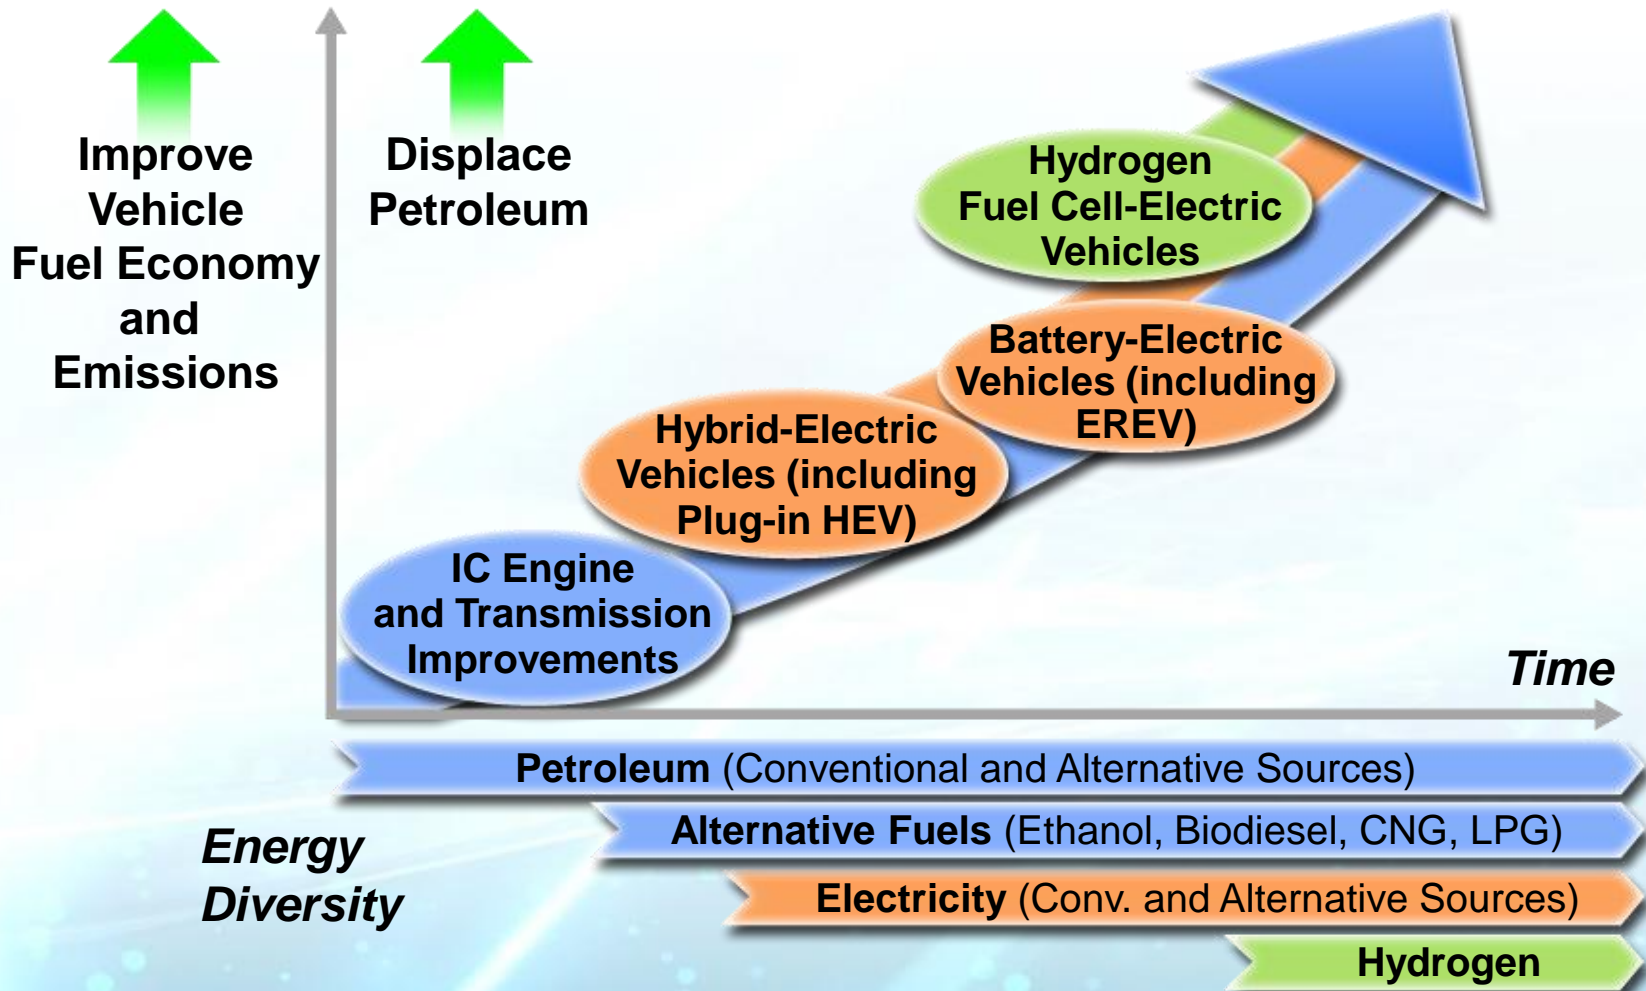 Improve
Vehicle
Fuel Economy
and
Emissions
Displace
Petroleum
Hydrogen
Fuel Cell-Electric
Vehicles
Battery-Electric
Vehicles (including
EREV)
Hybrid-Electric
Vehicles (including
Plug-in HEV)
IC Engine
and Transmission
Improvements
Time
Petroleum (Conventional and Alternative Sources)
Alternative Fuels (Ethanol, Biodiesel, CNG, LPG)
Energy
Diversity
Electricity (Conv. and Alternative Sources)
Hydrogen